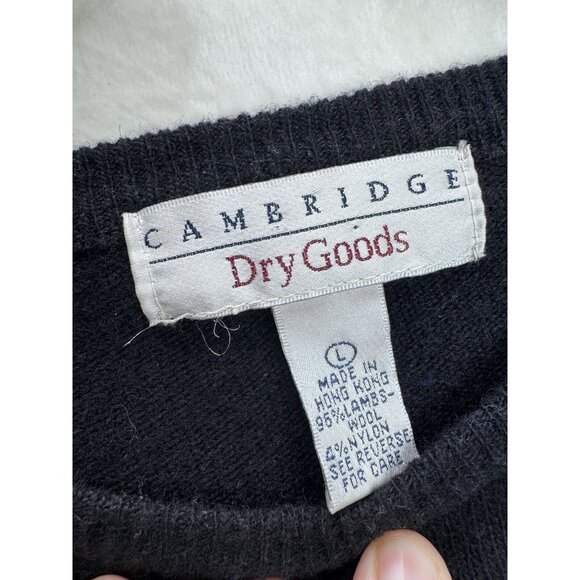 CAMBRIDGE
Dry Goods
L
MADE IN
HONG KONG
96% LAMBS-
WOOL
4% NYLON
SEE REVERSE
FOR CARE